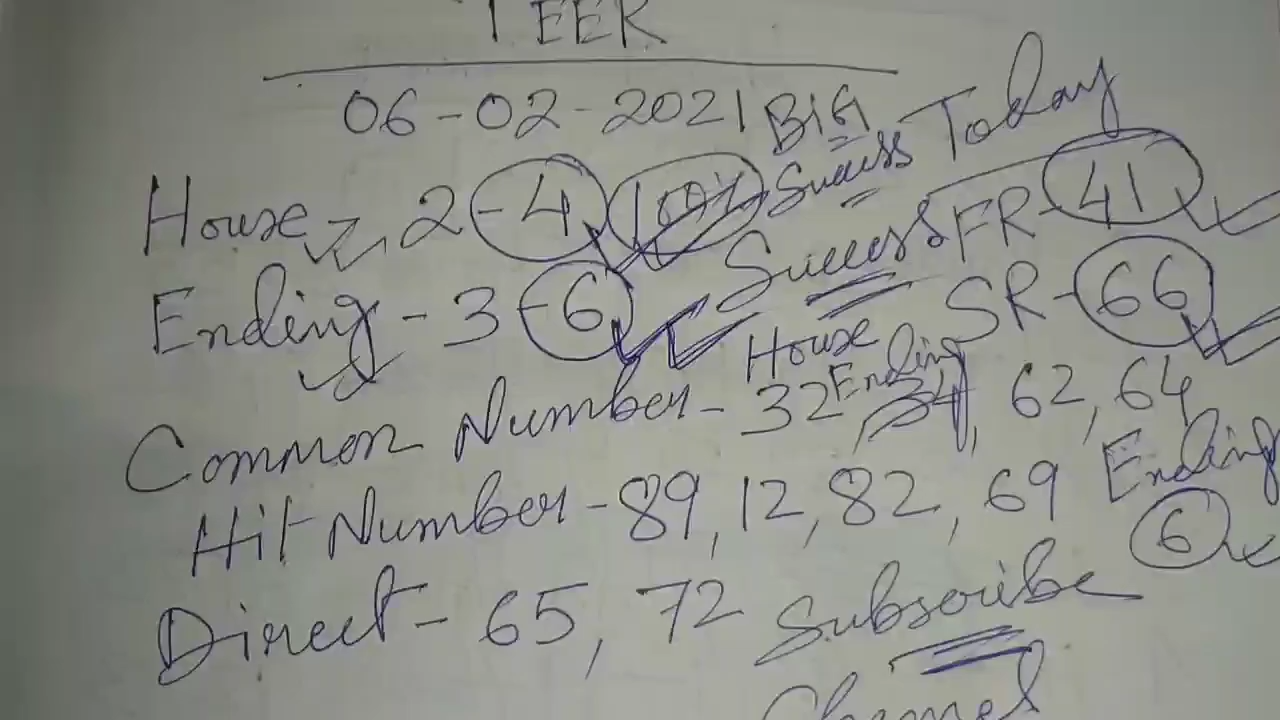 TEER
06-02-2021 BIG Success Today
House - 2 - 4 100% Success FR - 41
Ending - 3 - 6 SR - 66
House Ending
Common Number - 32, 34, 62, 64
Hit Number - 89, 12, 82, 69 Ending
6
Direct - 65, 72 Subscribe
Channel